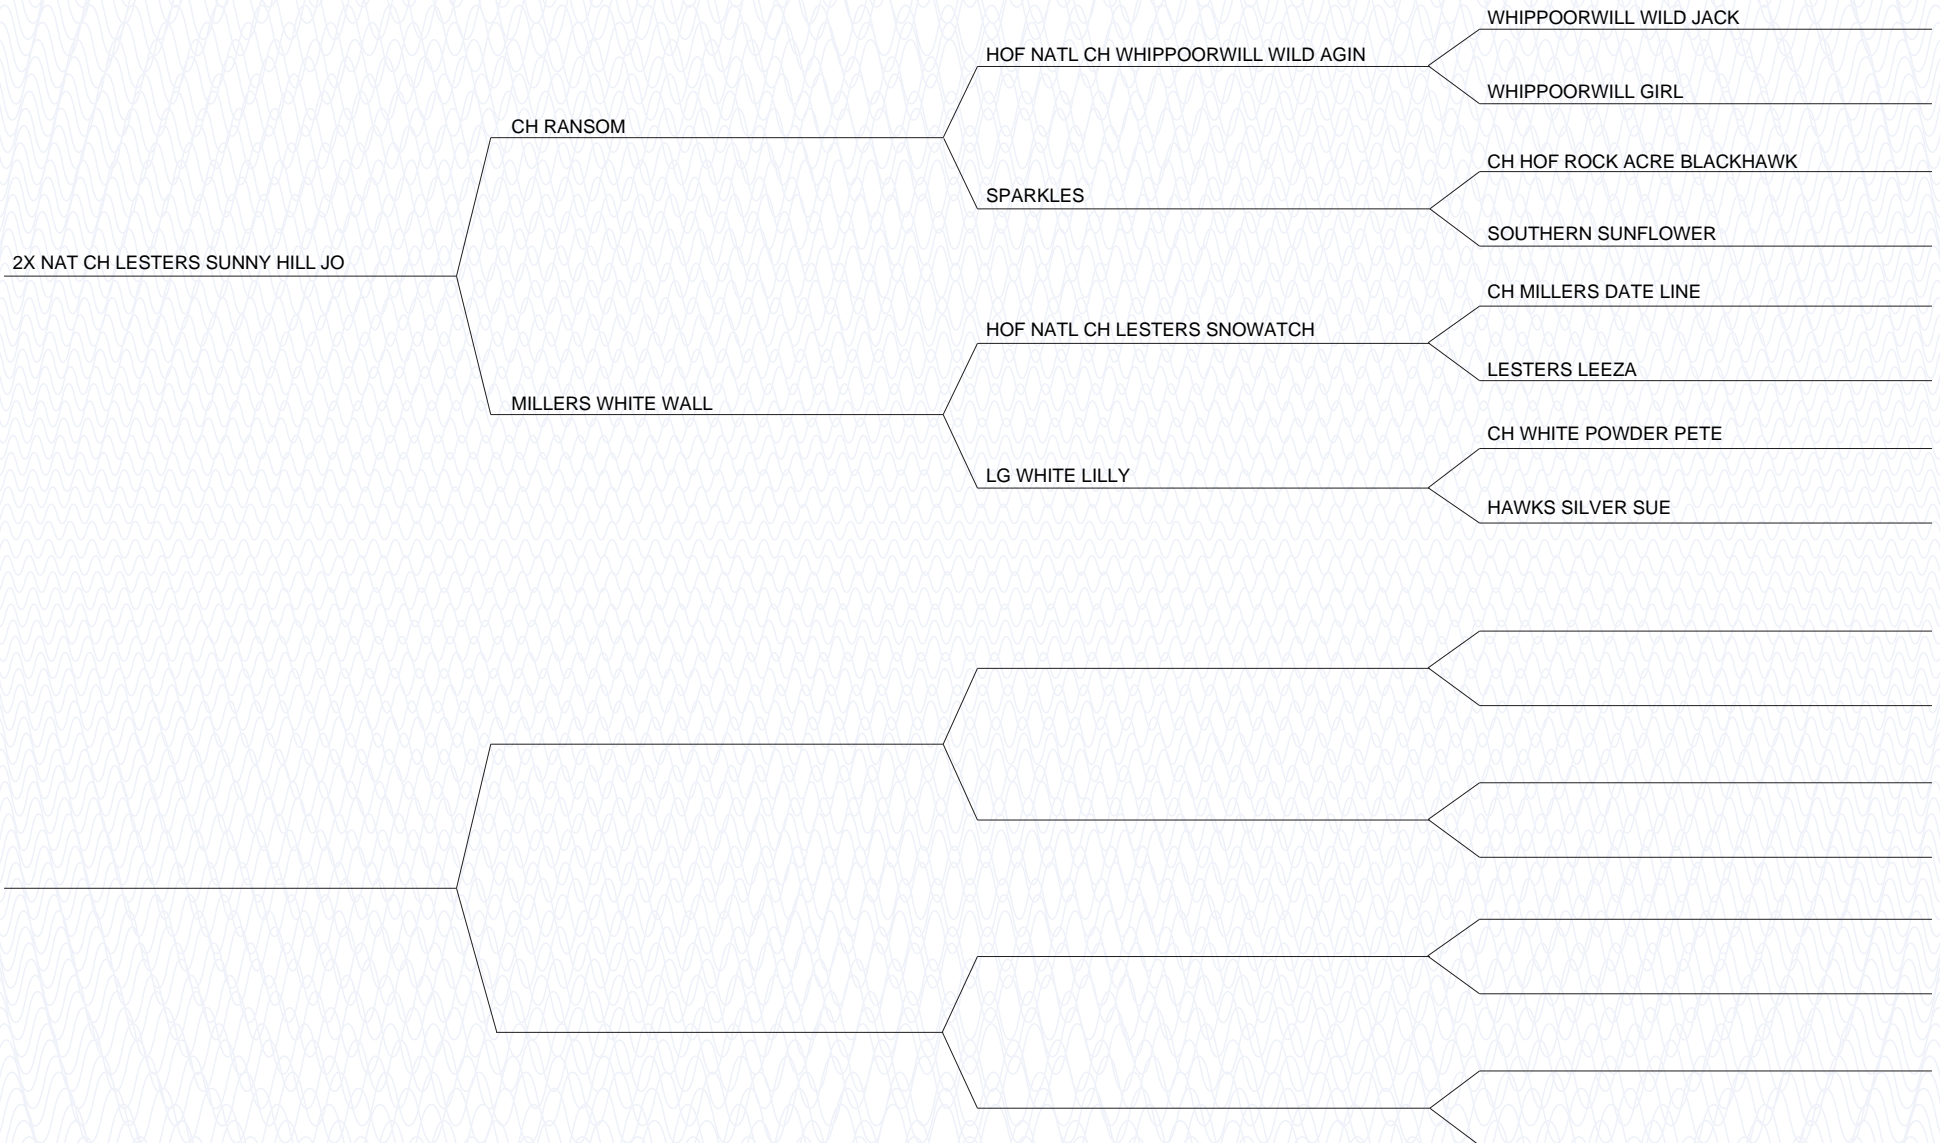 WHIPPOORWILL WILD JACK
HOF NATL CH WHIPPOORWILL WILD AGIN
WHIPPOORWILL GIRL
CH RANSOM
CH HOF ROCK ACRE BLACKHAWK
SPARKLES
SOUTHERN SUNFLOWER
2X NAT CH LESTERS SUNNY HILL JO
CH MILLERS DATE LINE
HOF NATL CH LESTERS SNOWATCH
LESTERS LEEZA
MILLERS WHITE WALL
CH WHITE POWDER PETE
LG WHITE LILLY
HAWKS SILVER SUE